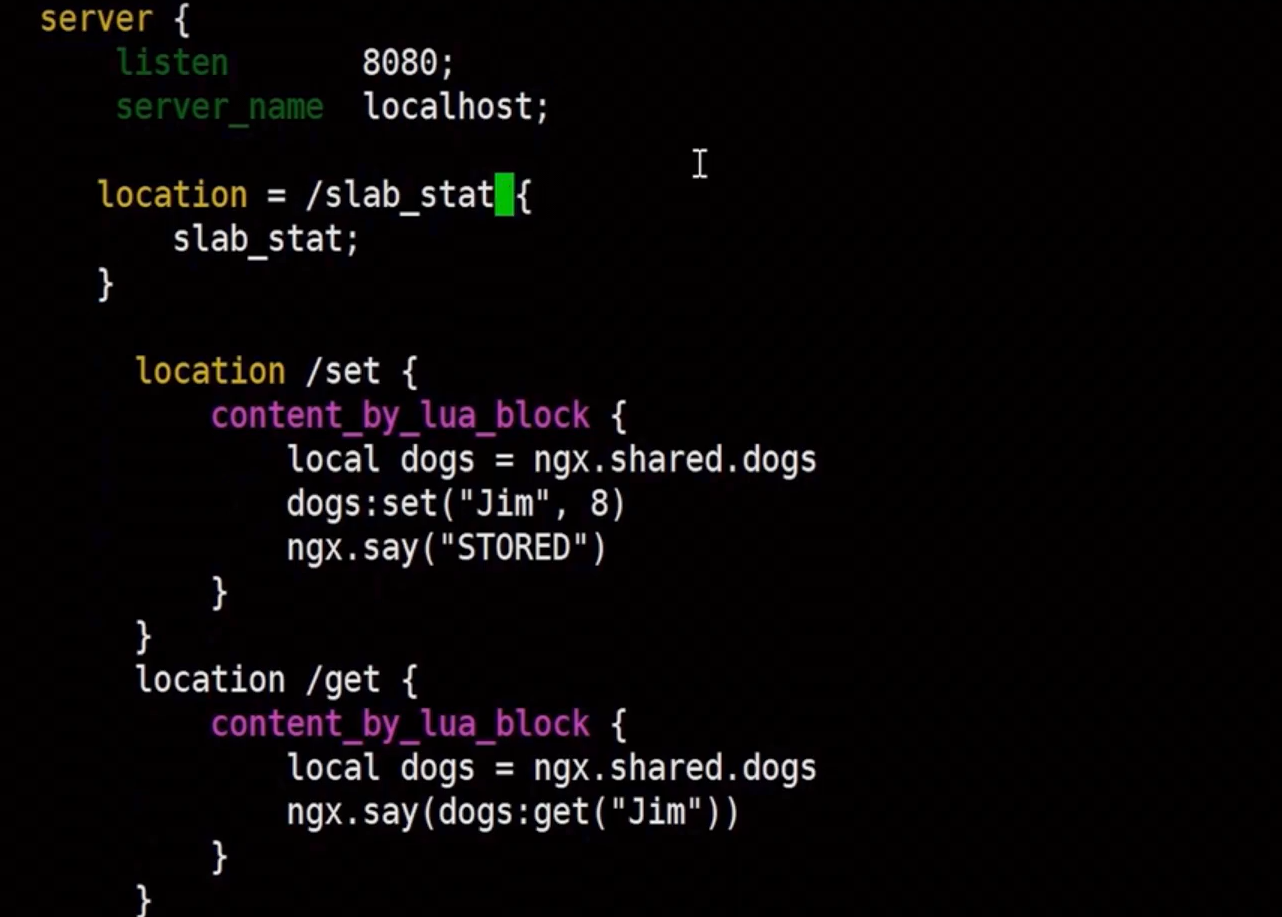 server {
listen 8080;
server_name localhost;
location = /slab_stat {
slab_stat;
}
location /set {
content_by_lua_block {
local dogs = ngx.shared.dogs
dogs:set("Jim", 8)
ngx.say("STORED")
}
}
location /get {
content_by_lua_block {
local dogs = ngx.shared.dogs
ngx.say(dogs:get("Jim"))
}
}